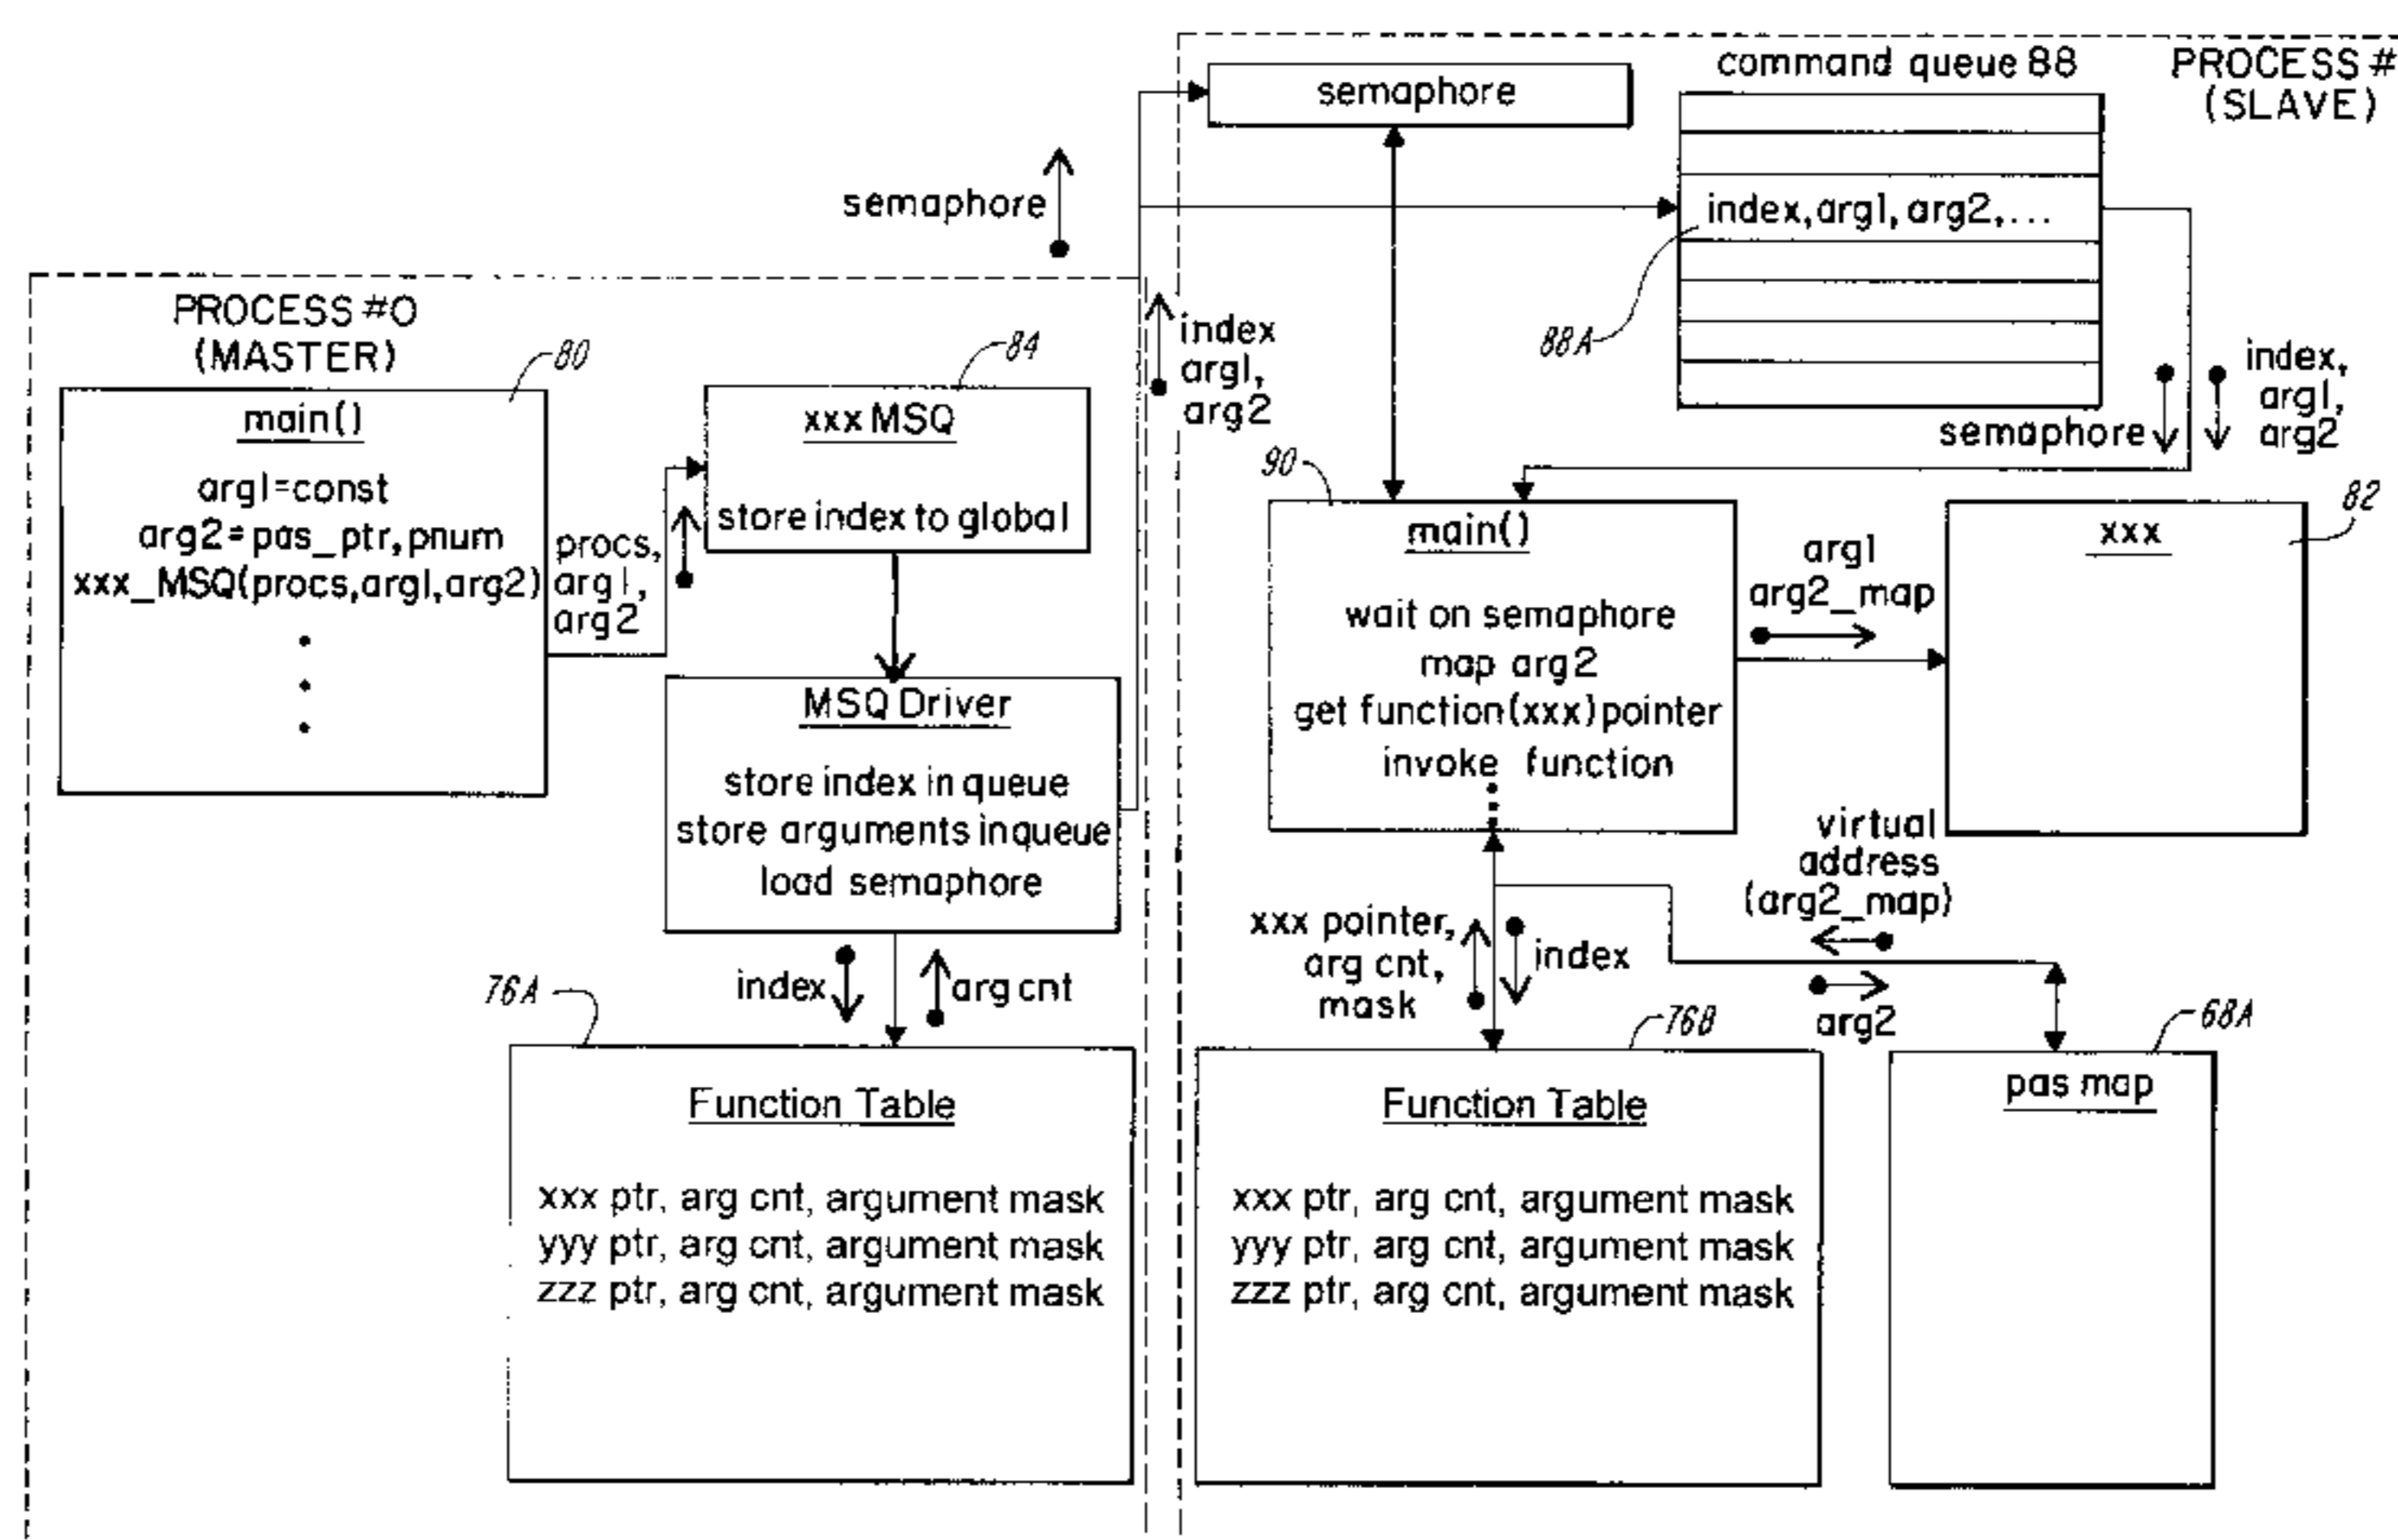 command queue 88
PROCESS #
(SLAVE)
semaphore
semaphore
index,arg1, arg2,...
88A
PROCESS #0
(MASTER)
80
84
index
arg1,
arg2
index,
arg1,
arg2
semaphore
main()
arg1=const
arg2=pas_ptr,pnum
xxx_MSQ(procs,arg1,arg2)
procs,
arg1,
arg2
xxx MSQ
store index to global
MSQ Driver
store index in queue
store arguments in queue
load semaphore
index
arg cnt
76A
Function Table
xxx ptr, arg cnt, argument mask
yyy ptr, arg cnt, argument mask
zzz ptr, arg cnt, argument mask
90
main()
wait on semaphore
map arg2
get function(xxx)pointer
invoke function
arg1
arg2_map
xxx
82
virtual
address
(arg2_map)
arg2
xxx pointer,
arg cnt,
mask
index
76B
68A
Function Table
xxx ptr, arg cnt, argument mask
yyy ptr, arg cnt, argument mask
zzz ptr, arg cnt, argument mask
pas map